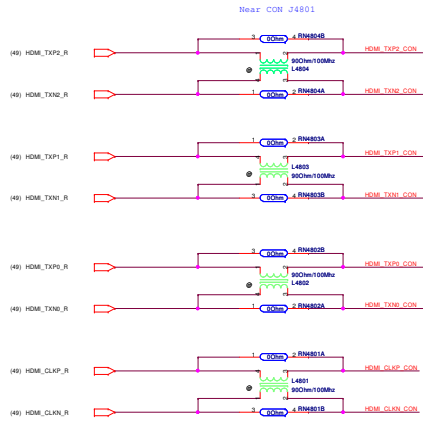 Near CON J4801
3 0Ohm 4 RN4804B
(49) HDMI_TXP2_R HDMI_TXP2_CON
90Ohm/100Mhz
@ L4804
(49) HDMI_TXN2_R 1 0Ohm 2 RN4804A HDMI_TXN2_CON
1 0Ohm 2 RN4803A
(49) HDMI_TXP1_R HDMI_TXP1_CON
L4803
@ 90Ohm/100Mhz
(49) HDMI_TXN1_R 3 0Ohm 4 RN4803B HDMI_TXN1_CON
3 0Ohm 4 RN4802B
(49) HDMI_TXP0_R HDMI_TXP0_CON
90Ohm/100Mhz
@ L4802
(49) HDMI_TXN0_R 1 0Ohm 2 RN4802A HDMI_TXN0_CON
1 0Ohm 2 RN4801A
(49) HDMI_CLKP_R HDMI_CLKP_CON
L4801
@ 90Ohm/100Mhz
(49) HDMI_CLKN_R 3 0Ohm 4 RN4801B HDMI_CLKN_CON